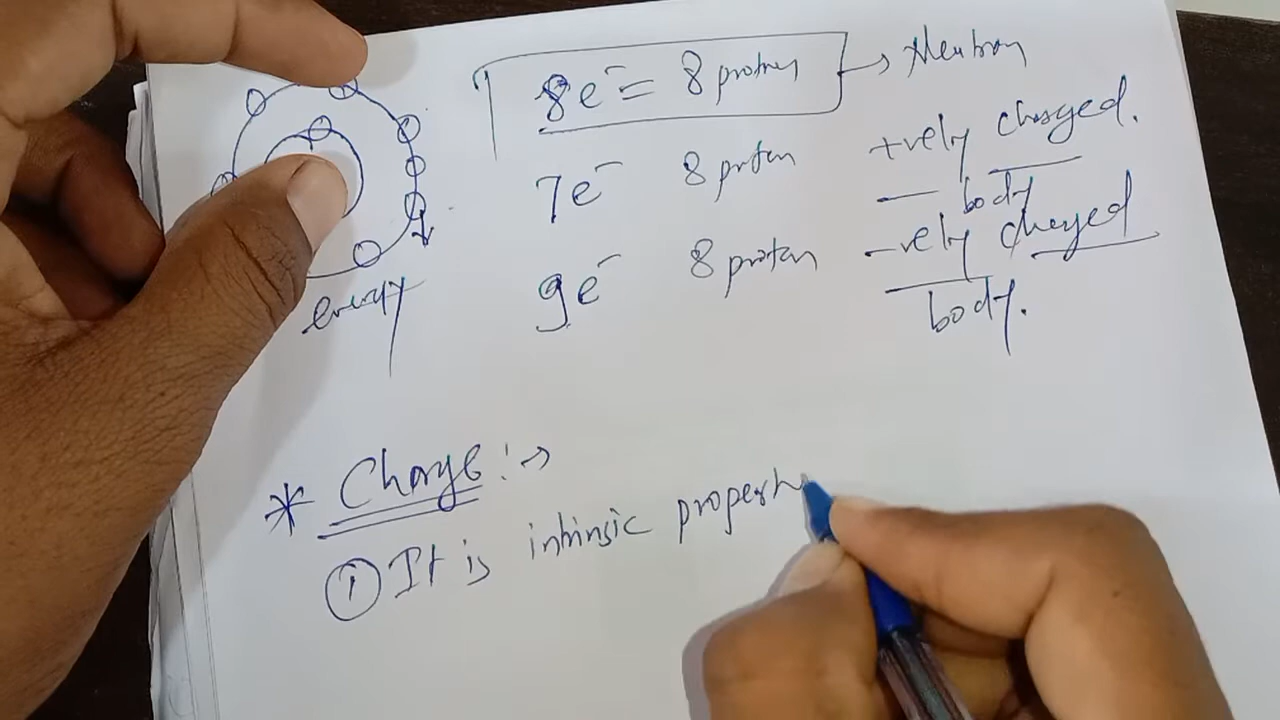 8e⁻ = 8 protons → Neutron
7e⁻ 8 proton +vely charged.
body
9e⁻ 8 proton -vely charged
body.
energy
* Charge :→
① It is intrinsic property